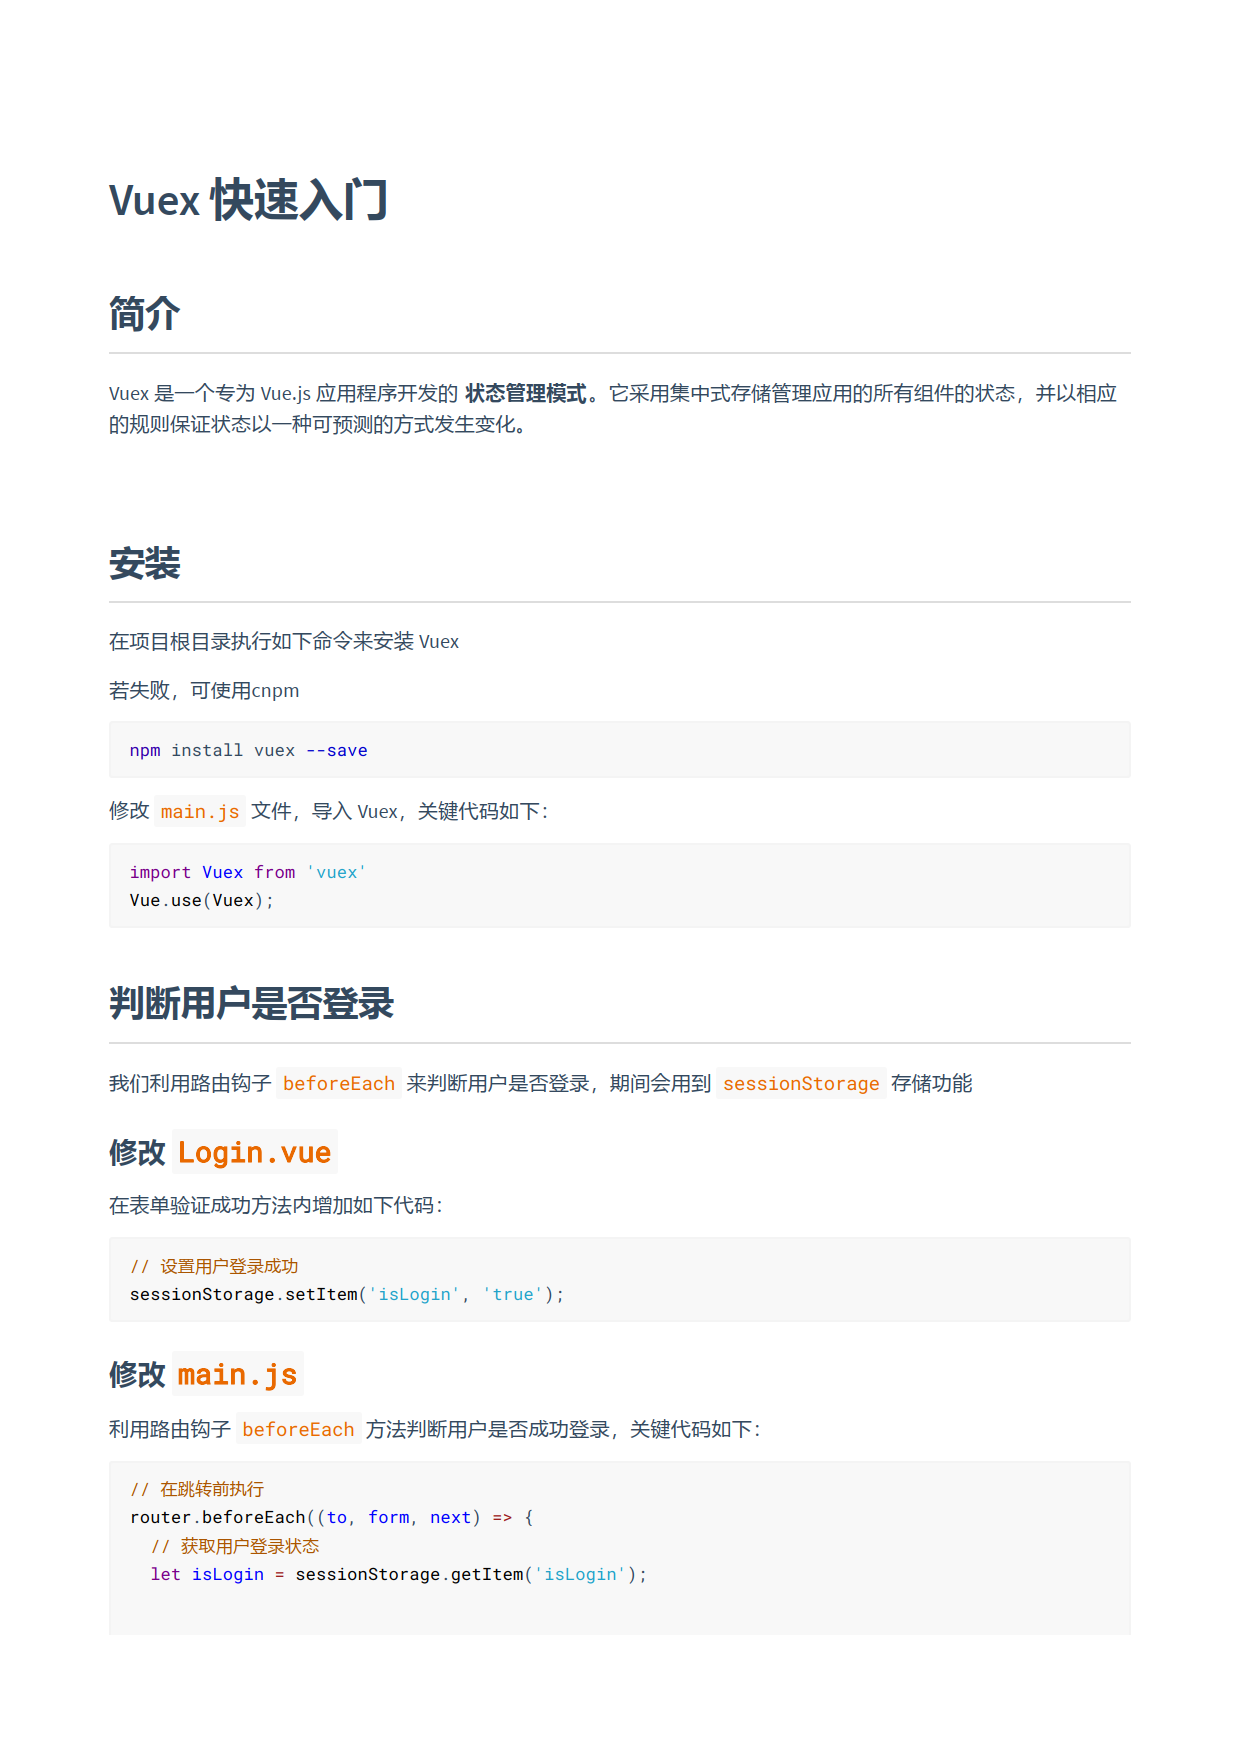 Vuex 快速入门
简介
Vuex 是一个专为 Vue.js 应用程序开发的 状态管理模式。它采用集中式存储管理应用的所有组件的状态，并以相应
的规则保证状态以一种可预测的方式发生变化。
安装
在项目根目录执行如下命令来安装 Vuex
若失败，可使用cnpm
npm install vuex --save
修改 main.js 文件，导入 Vuex，关键代码如下：
import Vuex from 'vuex'
Vue.use(Vuex);
判断用户是否登录
我们利用路由钩子 beforeEach 来判断用户是否登录，期间会用到 sessionStorage 存储功能
修改 Login.vue
在表单验证成功方法内增加如下代码：
// 设置用户登录成功
sessionStorage.setItem('isLogin', 'true');
修改 main.js
利用路由钩子 beforeEach 方法判断用户是否成功登录，关键代码如下：
// 在跳转前执行
router.beforeEach((to, form, next) => {
  // 获取用户登录状态
  let isLogin = sessionStorage.getItem('isLogin');